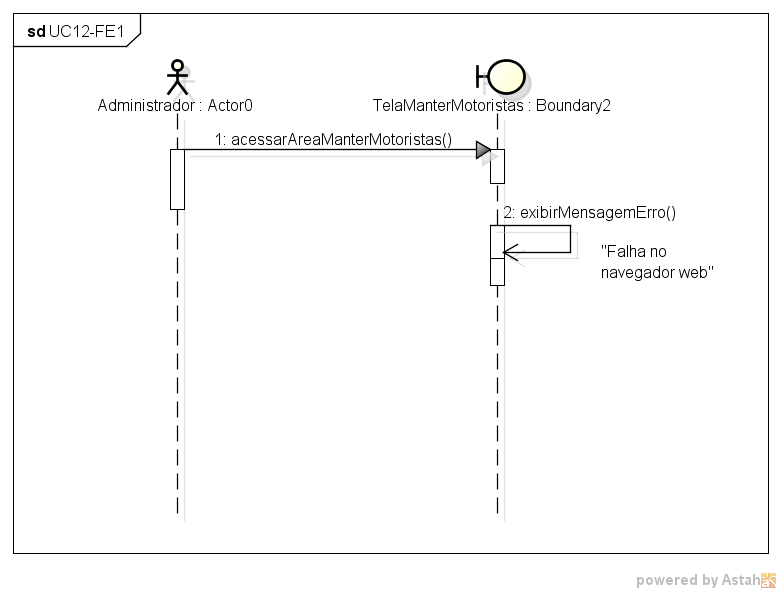 sd UC12-FE1
Administrador : Actor0
TelaManterMotoristas : Boundary2
1: acessarAreaManterMotoristas()
2: exibirMensagemErro()
"Falha no
navegador web"
powered by Astah